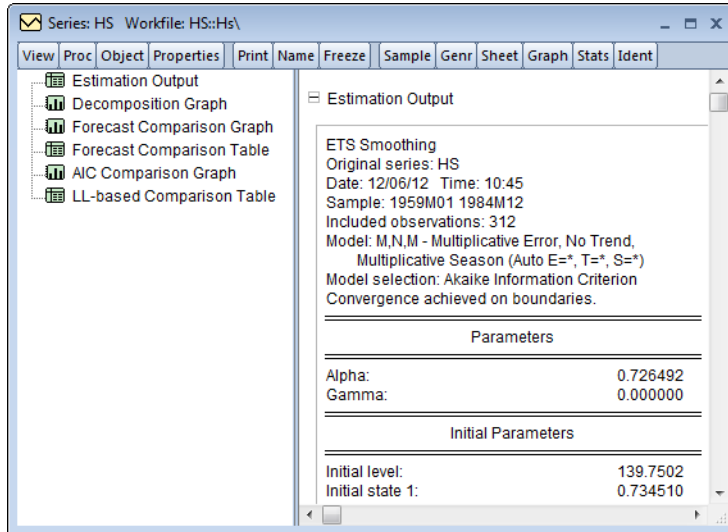 Series: HS Workfile: HS::Hs\
View Proc Object Properties Print Name Freeze Sample Genr Sheet Graph Stats Ident
Estimation Output
Decomposition Graph
Forecast Comparison Graph
Forecast Comparison Table
AIC Comparison Graph
LL-based Comparison Table
Estimation Output
ETS Smoothing
Original series: HS
Date: 12/06/12 Time: 10:45
Sample: 1959M01 1984M12
Included observations: 312
Model: M,N,M - Multiplicative Error, No Trend,
Multiplicative Season (Auto E=*, T=*, S=*)
Model selection: Akaike Information Criterion
Convergence achieved on boundaries.
Parameters
Alpha: 0.726492
Gamma: 0.000000
Initial Parameters
Initial level: 139.7502
Initial state 1: 0.734510